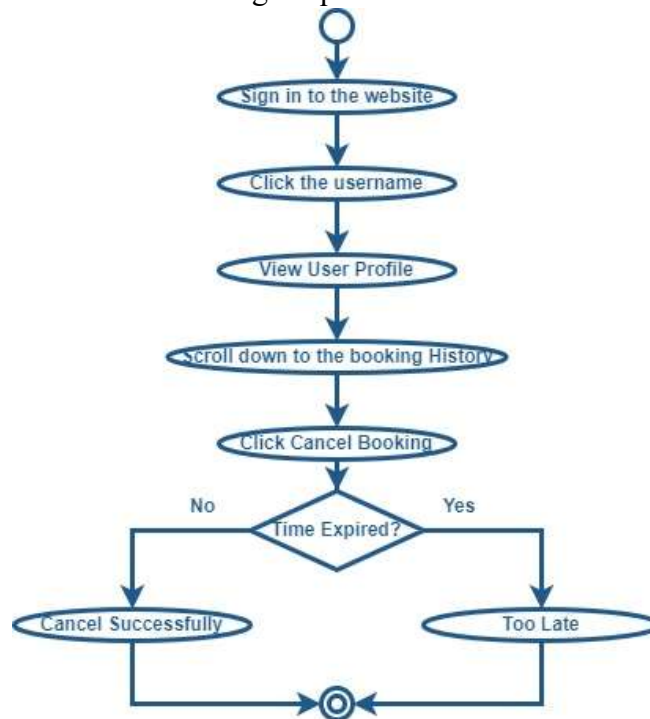 Sign in to the website
Click the username
View User Profile
Scroll down to the booking History
Click Cancel Booking
No
Yes
Time Expired?
Cancel Successfully
Too Late